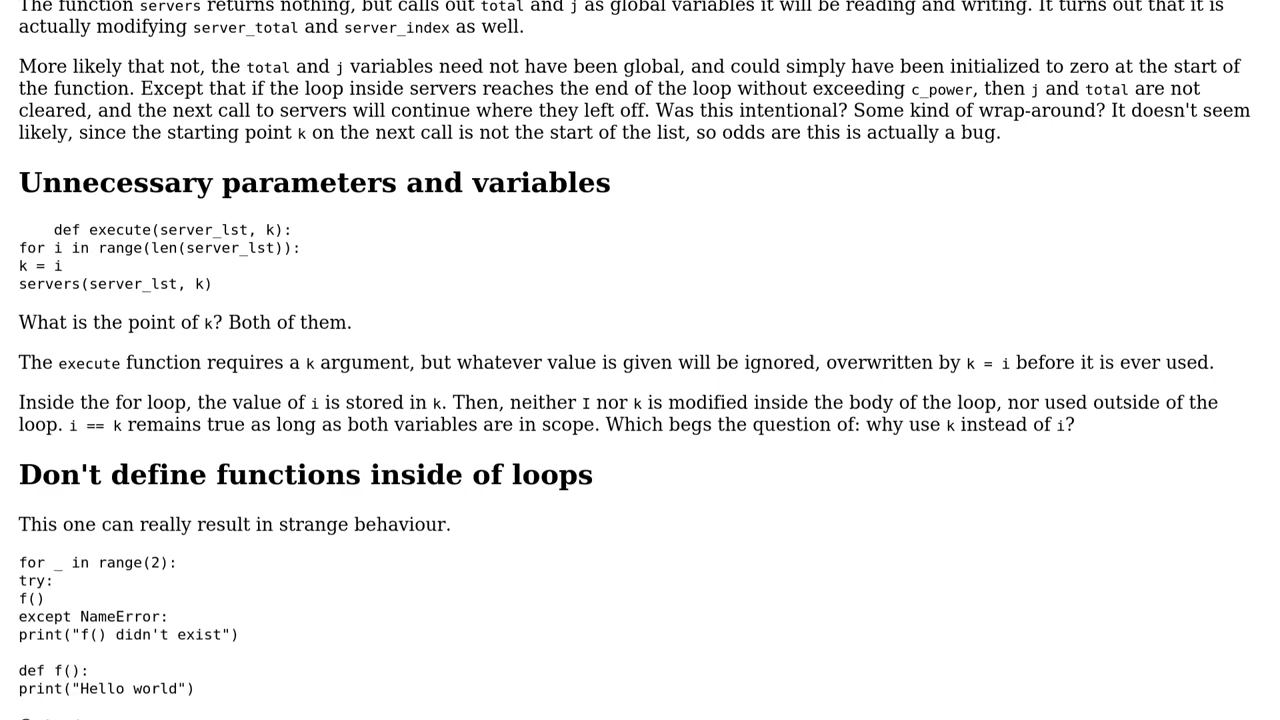 The function servers returns nothing, but calls out total and j as global variables it will be reading and writing. It turns out that it is
actually modifying server_total and server_index as well.
More likely that not, the total and j variables need not have been global, and could simply have been initialized to zero at the start of
the function. Except that if the loop inside servers reaches the end of the loop without exceeding c_power, then j and total are not
cleared, and the next call to servers will continue where they left off. Was this intentional? Some kind of wrap-around? It doesn't seem
likely, since the starting point k on the next call is not the start of the list, so odds are this is actually a bug.
Unnecessary parameters and variables
def execute(server_lst, k):
for i in range(len(server_lst)):
k = i
servers(server_lst, k)
What is the point of k? Both of them.
The execute function requires a k argument, but whatever value is given will be ignored, overwritten by k = i before it is ever used.
Inside the for loop, the value of i is stored in k. Then, neither I nor k is modified inside the body of the loop, nor used outside of the
loop. i == k remains true as long as both variables are in scope. Which begs the question of: why use k instead of i?
Don't define functions inside of loops
This one can really result in strange behaviour.
for _ in range(2):
try:
f()
except NameError:
print("f() didn't exist")
def f():
print("Hello world")